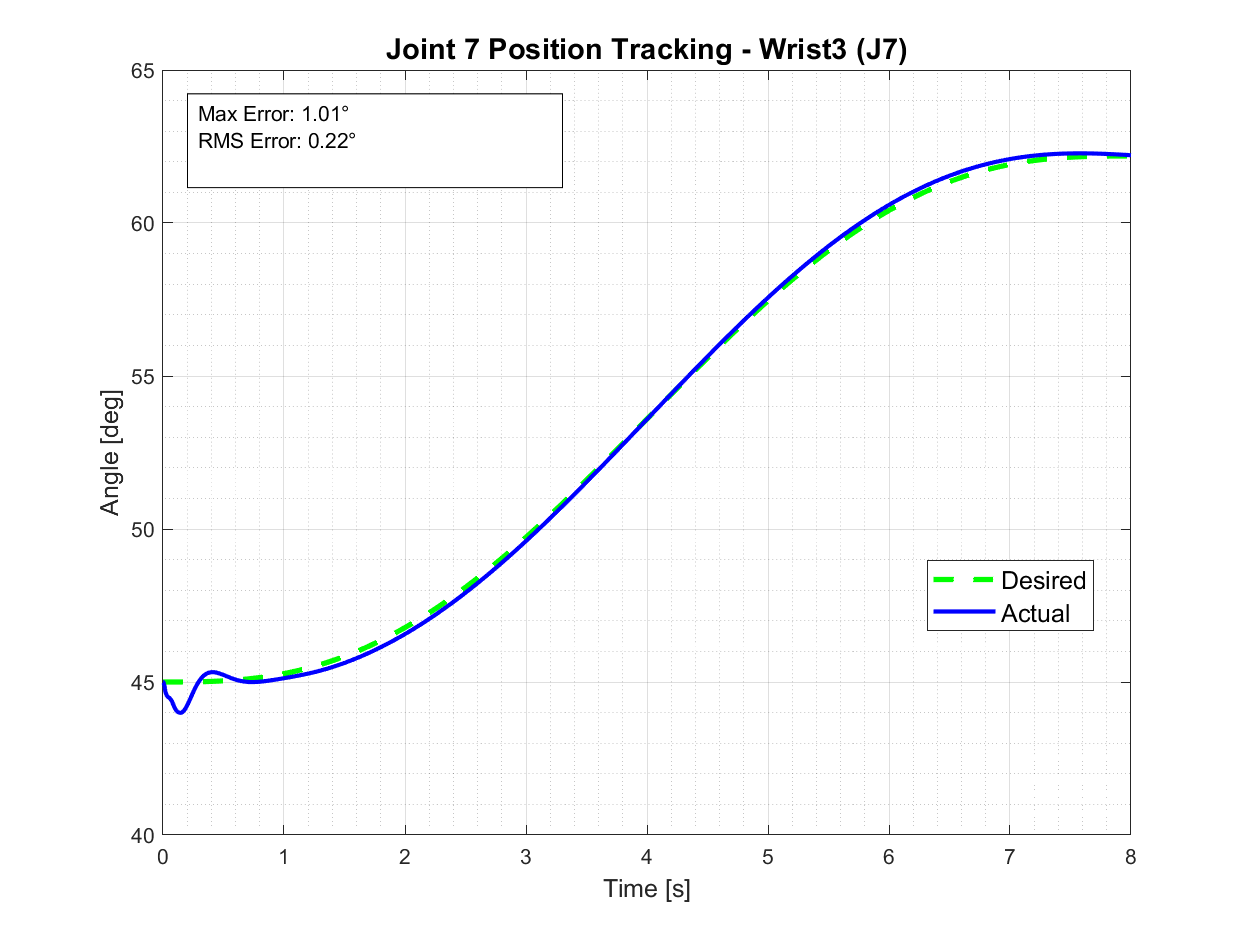 Joint 7 Position Tracking - Wrist3 (J7)
65
Max Error: 1.01°
RMS Error: 0.22°
60
55
Angle [deg]
50
Desired
Actual
45
40
0 1 2 3 4 5 6 7 8
Time [s]